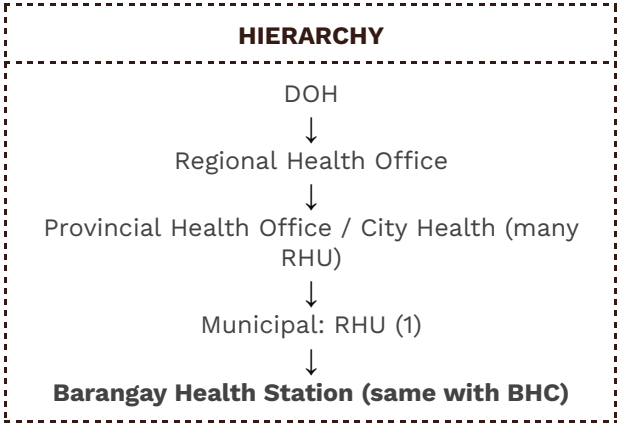 HIERARCHY
DOH
↓
Regional Health Office
↓
Provincial Health Office / City Health (many
RHU)
↓
Municipal: RHU (1)
↓
Barangay Health Station (same with BHC)